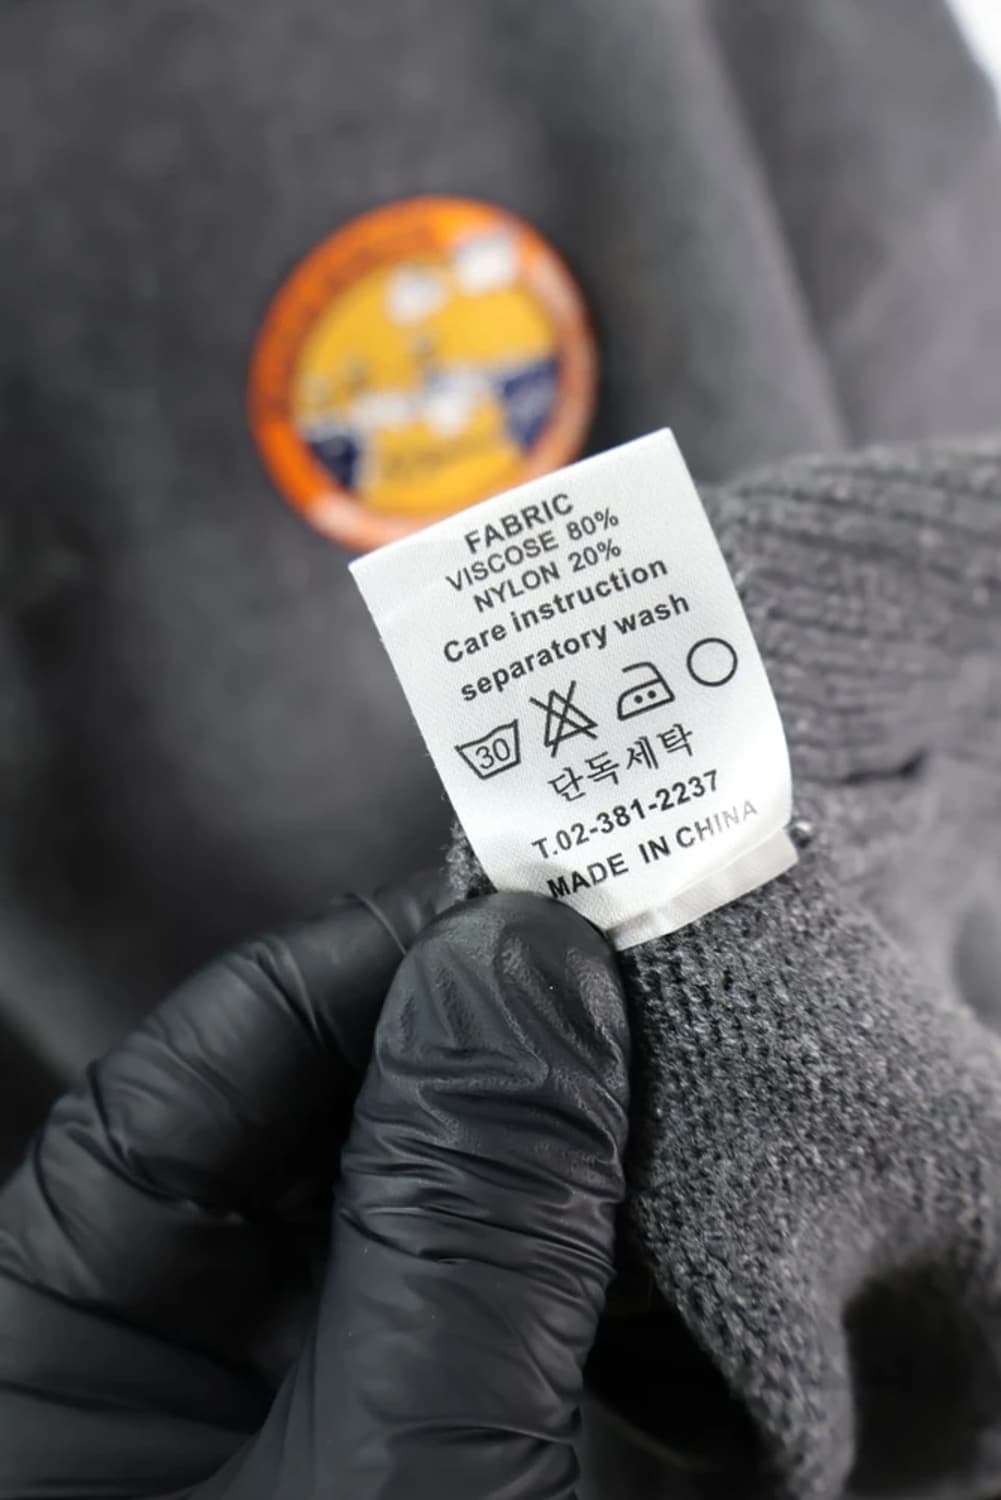 FABRIC
VISCOSE 80%
NYLON 20%
Care instruction
separatory wash
30
단독세탁
T.02-381-2237
MADE IN CHINA